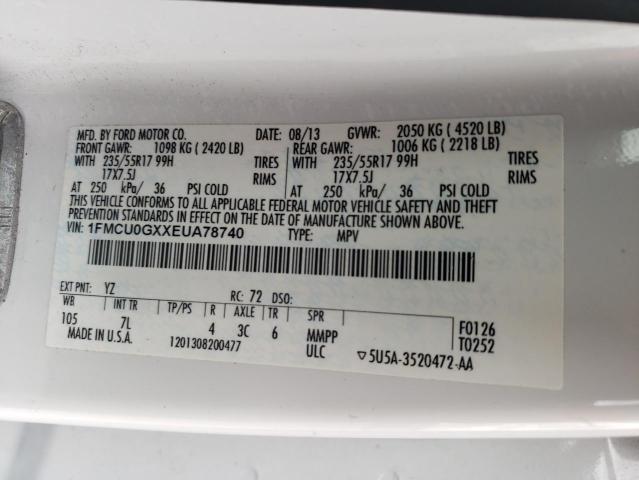 MFD. BY FORD MOTOR CO. DATE: 08/13 GVWR: 2050 KG ( 4520 LB)
FRONT GAWR: 1098 KG ( 2420 LB) REAR GAWR: 1006 KG ( 2218 LB)
WITH 235/55R17 99H TIRES WITH 235/55R17 99H TIRES
17X7.5J RIMS 17X7.5J RIMS
AT 250 kPa/ 36 PSI COLD AT 250 kPa/ 36 PSI COLD
THIS VEHICLE CONFORMS TO ALL APPLICABLE FEDERAL MOTOR VEHICLE SAFETY AND THEFT
PREVENTION STANDARDS IN EFFECT ON THE DATE OF MANUFACTURE SHOWN ABOVE.
VIN: 1FMCU0GXXEUA78740 TYPE: MPV
EXT PNT: YZ RC: 72 DSO:
WB INT TR TP/PS R AXLE TR SPR
105 7L 4 3C 6 MMPP F0126
MADE IN U.S.A. 1201308200477 ULC ▽5U5A-3520472-AA T0252